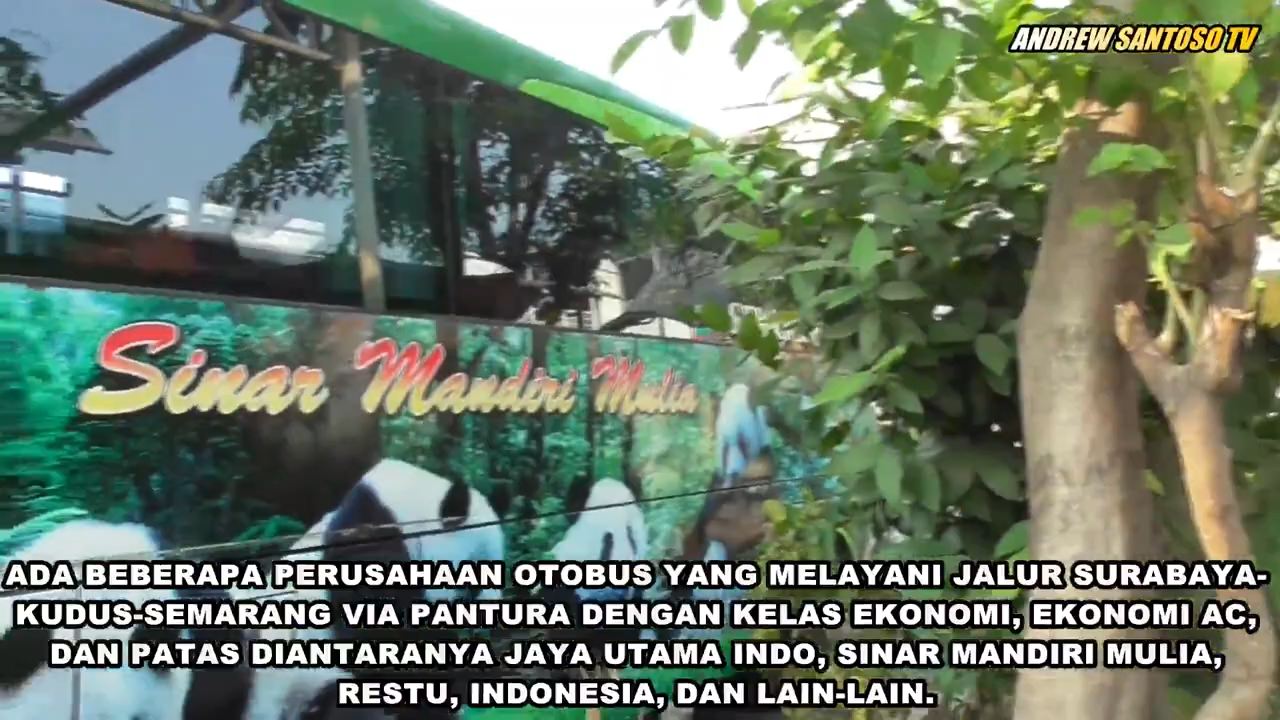 ANDREW SANTOSO TV
Sinar Mandiri Mulia
ADA BEBERAPA PERUSAHAAN OTOBUS YANG MELAYANI JALUR SURABAYA-
KUDUS-SEMARANG VIA PANTURA DENGAN KELAS EKONOMI, EKONOMI AC,
DAN PATAS DIANTARANYA JAYA UTAMA INDO, SINAR MANDIRI MULIA,
RESTU, INDONESIA, DAN LAIN-LAIN.